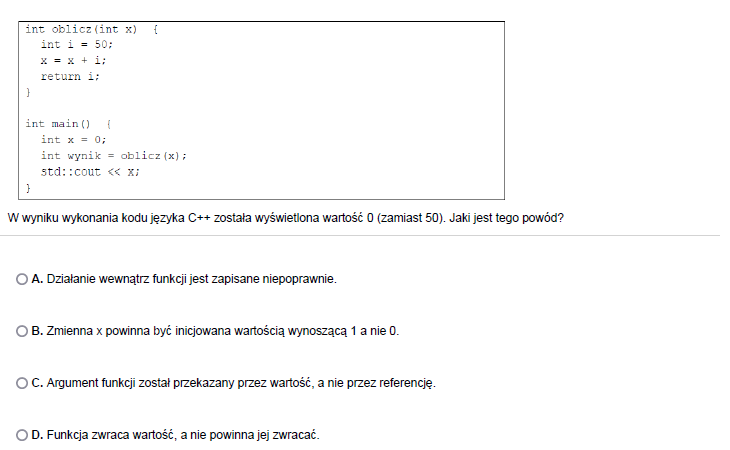 int oblicz(int x)  {
  int i = 50;
  x = x + i;
  return i;
}
int main()  {
  int x = 0;
  int wynik = oblicz(x);
  std::cout << x;
}
W wyniku wykonania kodu języka C++ została wyświetlona wartość 0 (zamiast 50). Jaki jest tego powód?
A. Działanie wewnątrz funkcji jest zapisane niepoprawnie.
B. Zmienna x powinna być inicjowana wartością wynoszącą 1 a nie 0.
C. Argument funkcji został przekazany przez wartość, a nie przez referencję.
D. Funkcja zwraca wartość, a nie powinna jej zwracać.